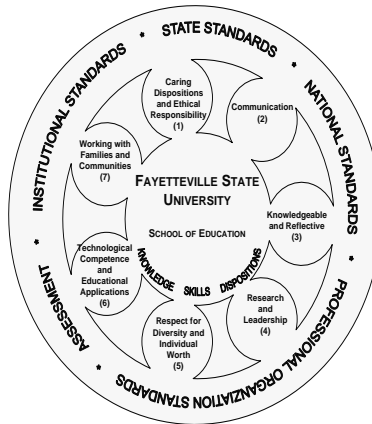 STATE STANDARDS
NATIONAL STANDARDS
PROFESSIONAL ORGANZIATION STANDARDS
ASSESSMENT
INSTITUTIONAL STANDARDS
Caring
Dispositions
and Ethical
Responsibility
(1)
Communication
(2)
Knowledgeable
and Reflective
(3)
Research
and
Leadership
(4)
Respect for
Diversity and
Individual
Worth
(5)
Technological
Competence
and
Educational
Applications
(6)
Working with
Families and
Communities
(7)
FAYETTEVILLE STATE
UNIVERSITY
SCHOOL OF EDUCATION
KNOWLEDGE SKILLS DISPOSITIONS